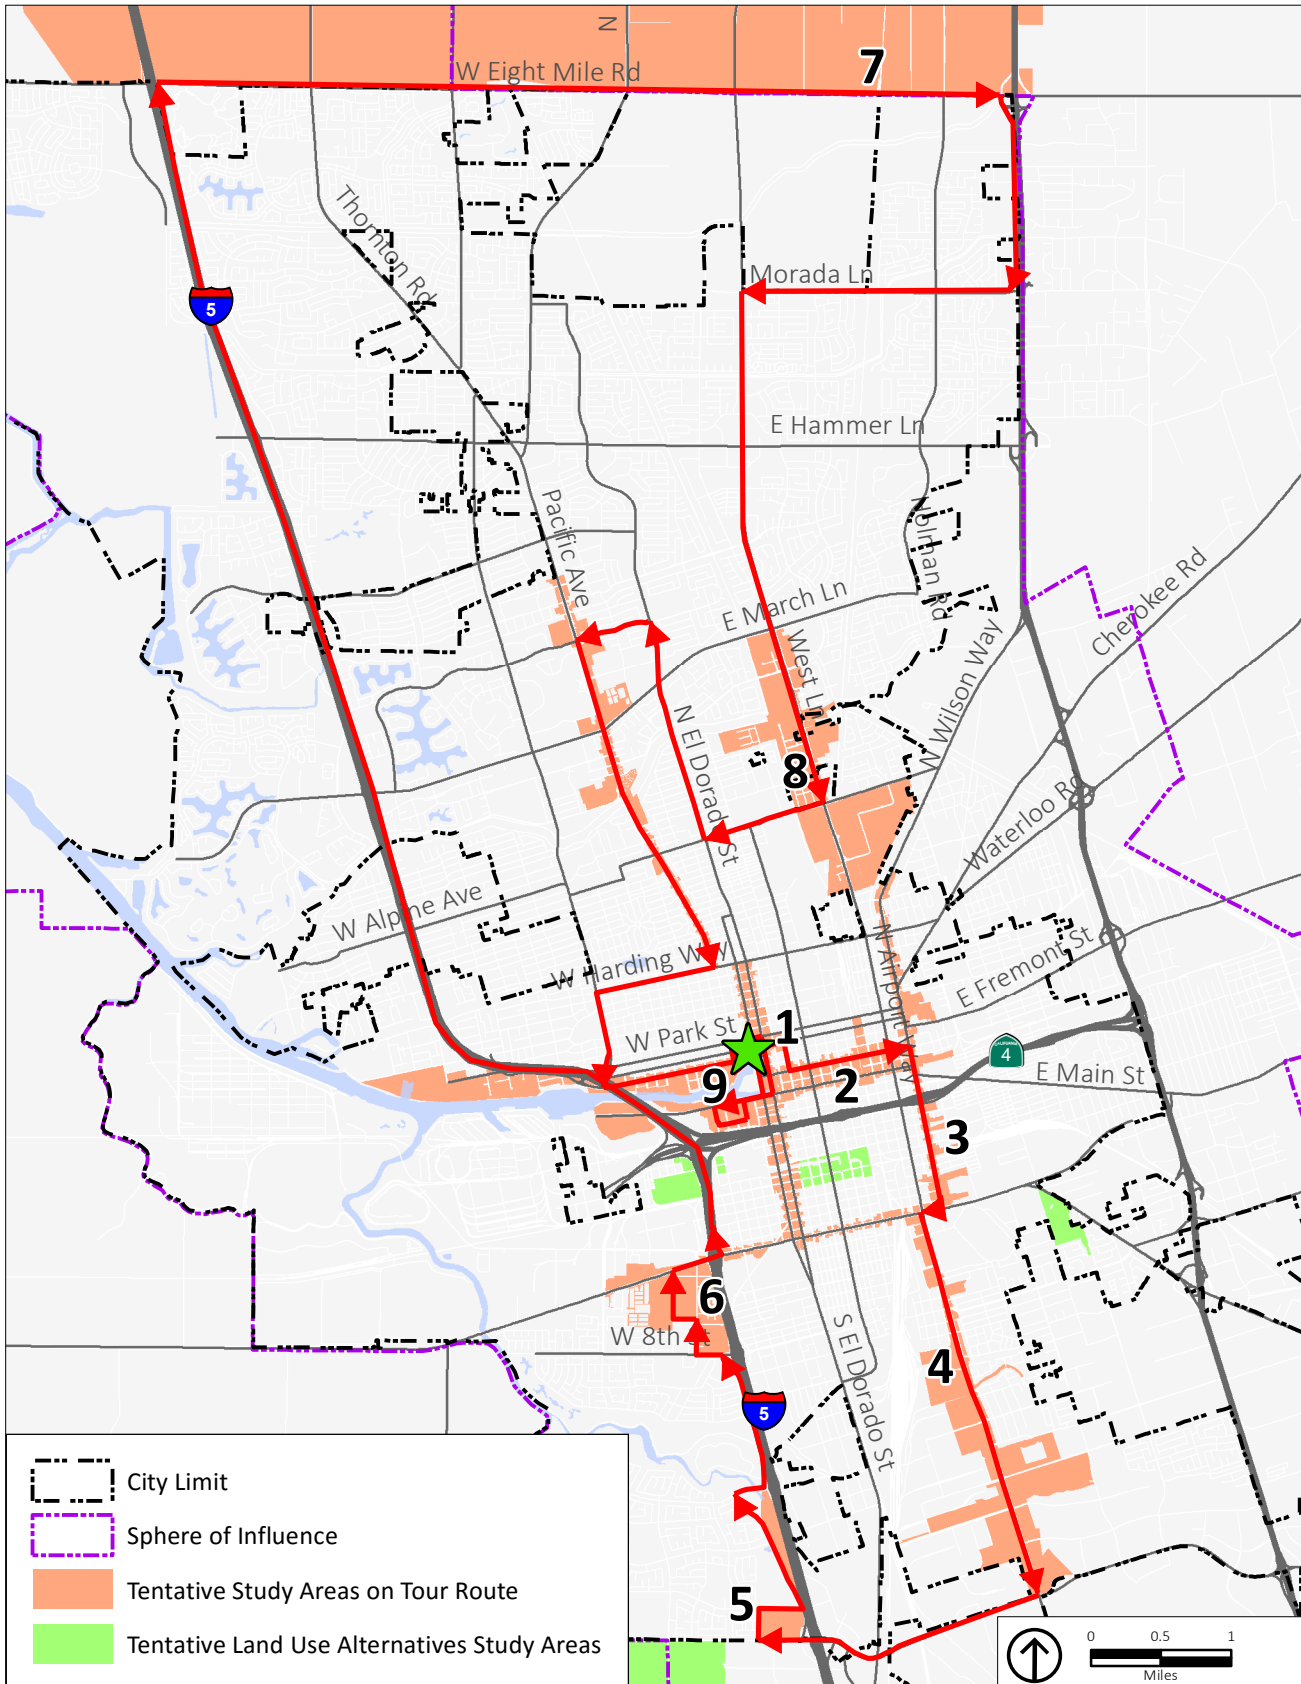 N
7
W Eight Mile Rd
Thornton Rd
Morada Ln
5
E Hammer Ln
Pacific Ave
Holman Rd
Cherokee Rd
E March Ln
West Ln
N Wilson Way
N El Dorado St
8
Waterloo Rd
W Alpine Ave
W Harding Way
N Airport Way
E Fremont St
W Park St
1
CALIFORNIA
4
E Main St
9
2
3
6
W 8th St
S El Dorado St
4
5
5
City Limit
Sphere of Influence
Tentative Study Areas on Tour Route
Tentative Land Use Alternatives Study Areas
0 0.5 1
Miles